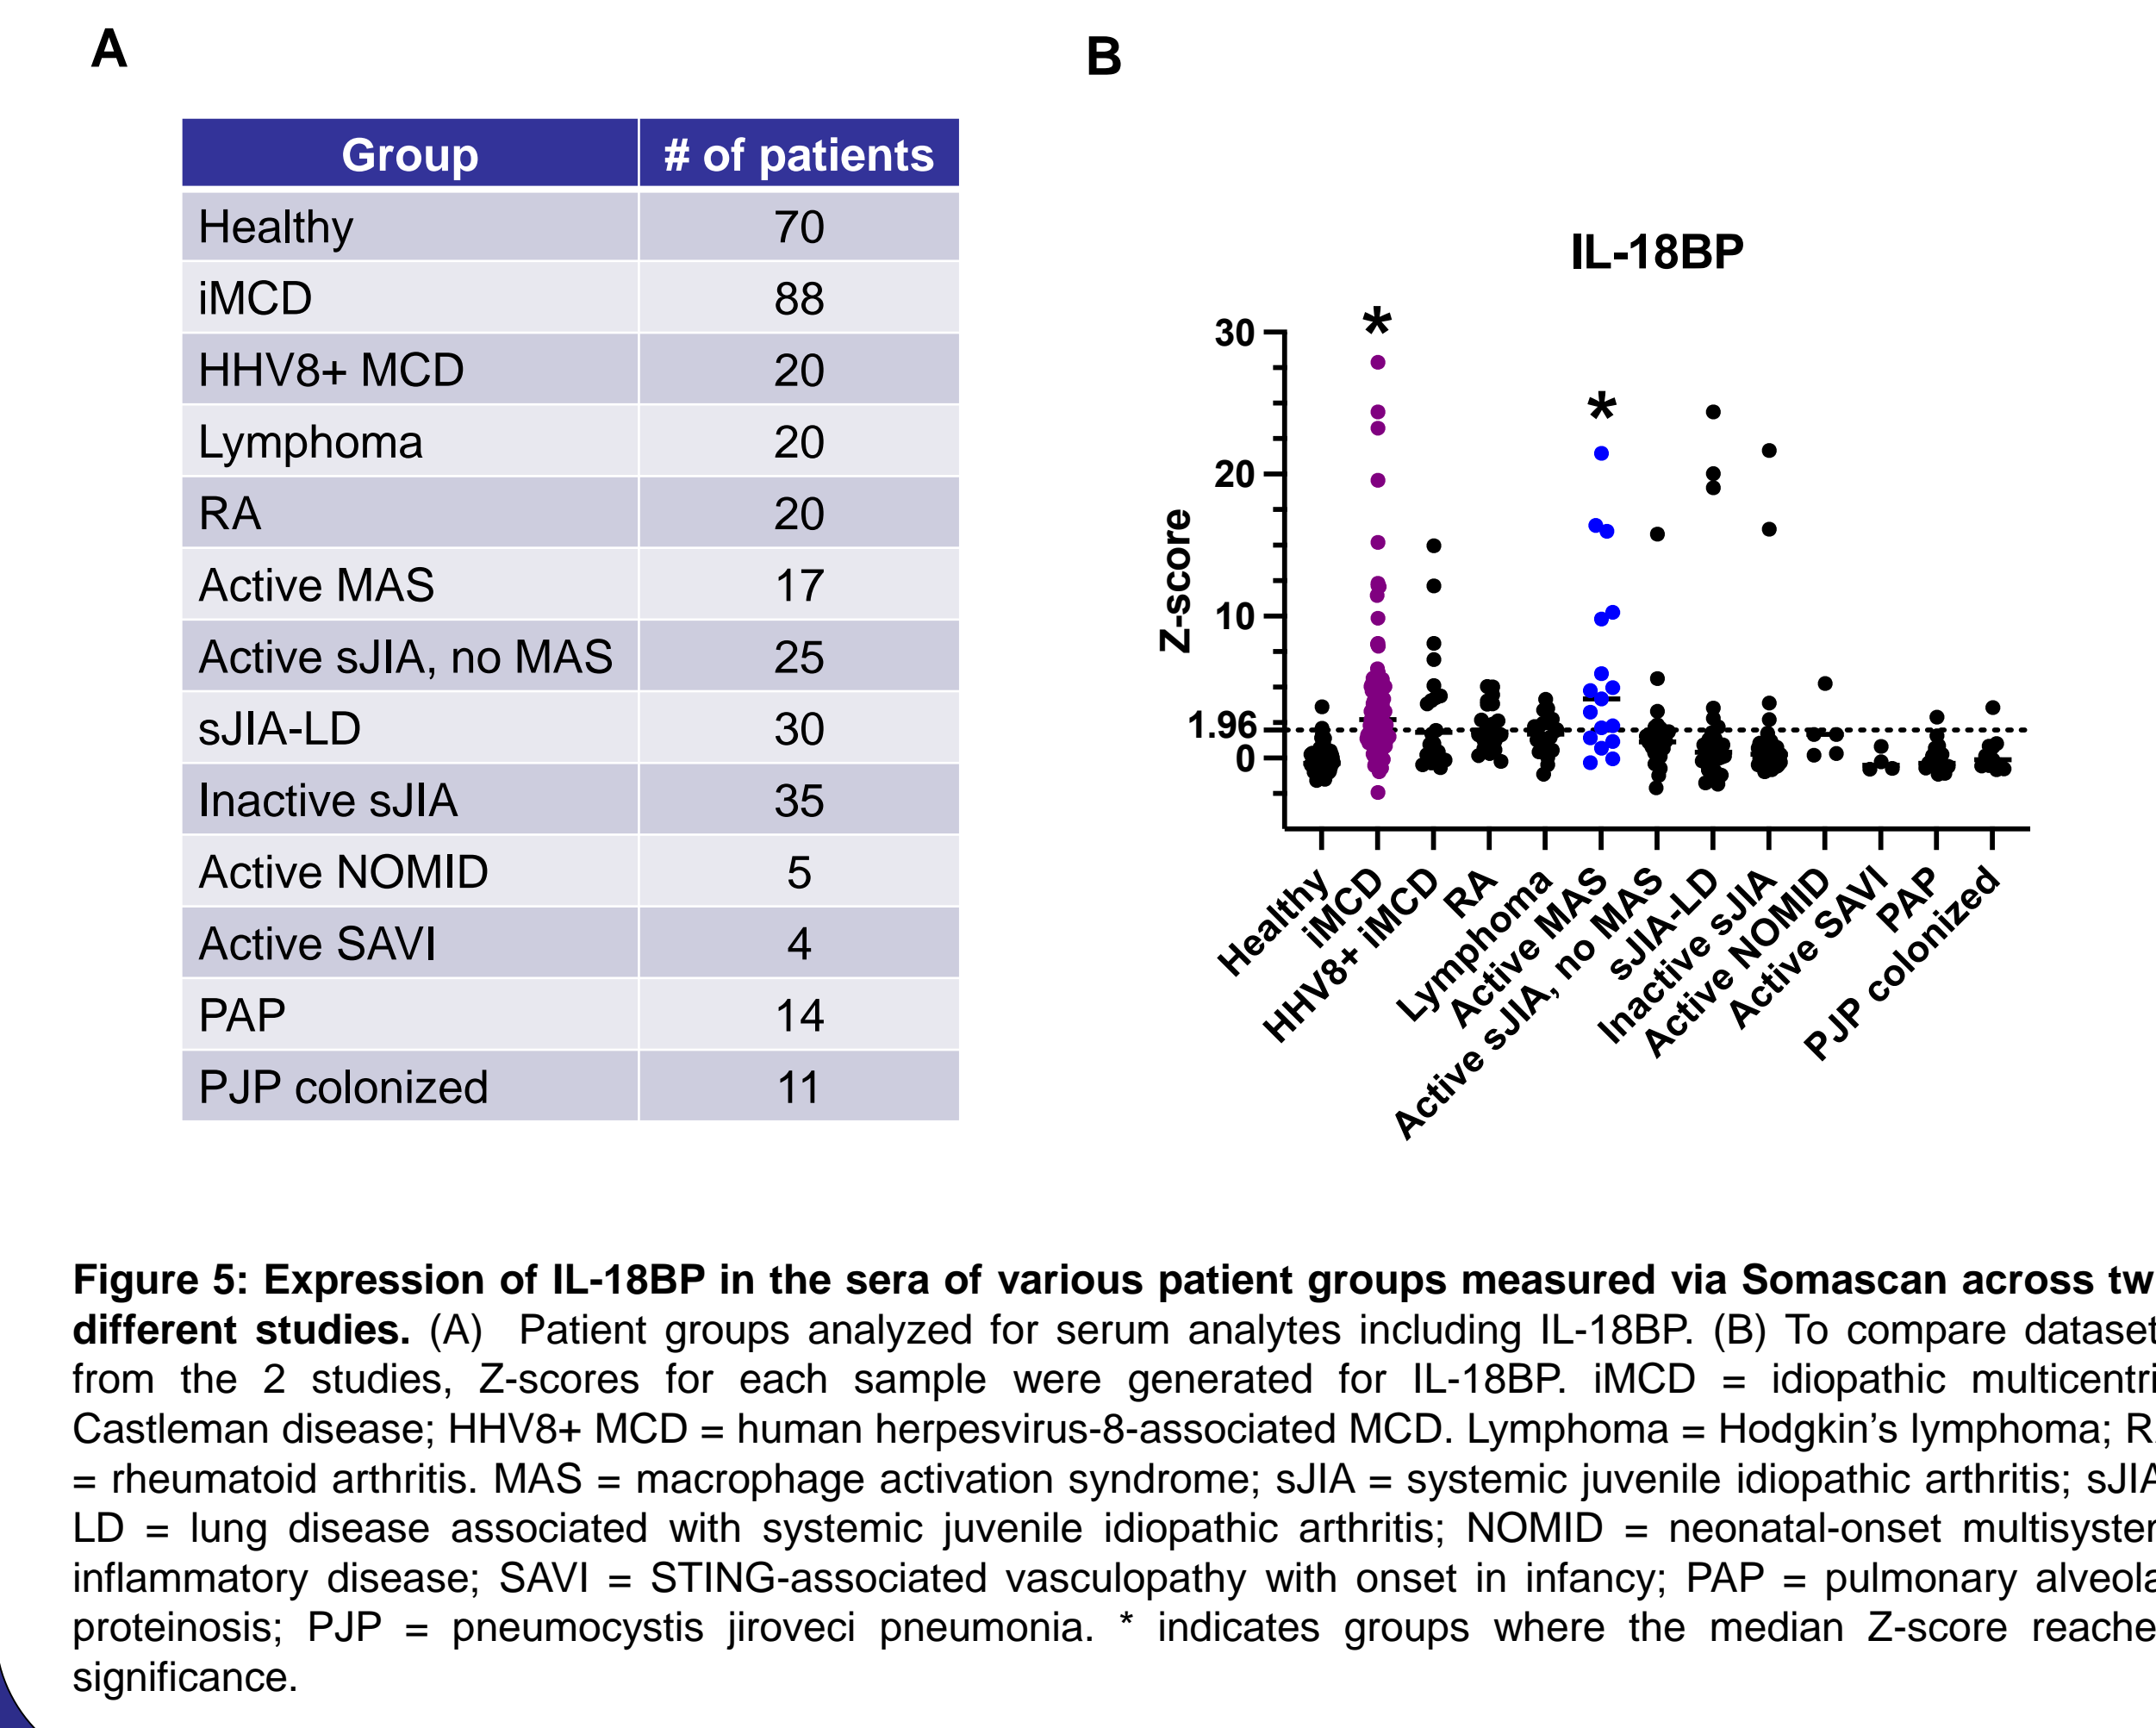 A
B
Group # of patients
Healthy 70
iMCD 88
HHV8+ MCD 20
Lymphoma 20
RA 20
Active MAS 17
Active sJIA, no MAS 25
sJIA-LD 30
Inactive sJIA 35
Active NOMID 5
Active SAVI 4
PAP 14
PJP colonized 11
IL-18BP
Z-score
30
20
10
1.96
0
*
*
Healthy
iMCD
HHV8+ iMCD
RA
Lymphoma
Active MAS
Active sJIA, no MAS
sJIA-LD
Inactive sJIA
Active NOMID
Active SAVI
PAP
PJP colonized
Figure 5: Expression of IL-18BP in the sera of various patient groups measured via Somascan across tw
different studies. (A) Patient groups analyzed for serum analytes including IL-18BP. (B) To compare dataset
from the 2 studies, Z-scores for each sample were generated for IL-18BP. iMCD = idiopathic multicentri
Castleman disease; HHV8+ MCD = human herpesvirus-8-associated MCD. Lymphoma = Hodgkin's lymphoma; R
= rheumatoid arthritis. MAS = macrophage activation syndrome; sJIA = systemic juvenile idiopathic arthritis; sJIA
LD = lung disease associated with systemic juvenile idiopathic arthritis; NOMID = neonatal-onset multisyster
inflammatory disease; SAVI = STING-associated vasculopathy with onset in infancy; PAP = pulmonary alveola
proteinosis; PJP = pneumocystis jiroveci pneumonia. * indicates groups where the median Z-score reache
significance.